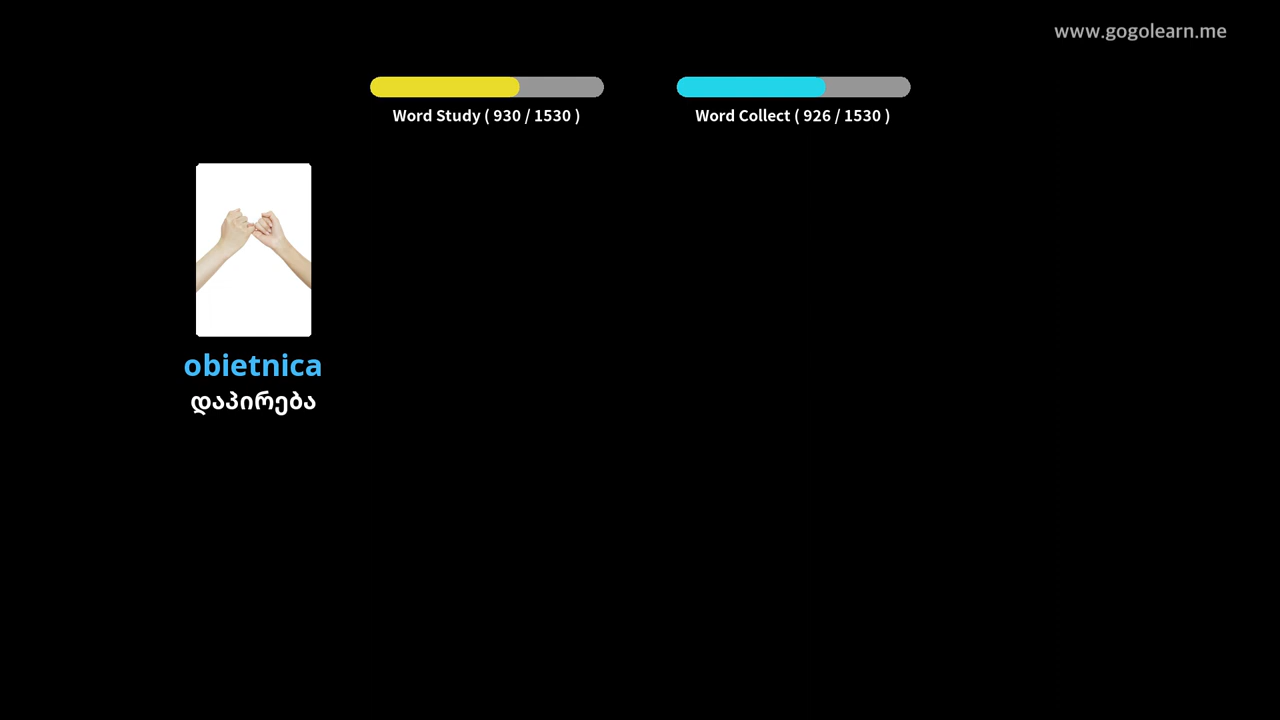 www.gogolearn.me
Word Study ( 930 / 1530 )
Word Collect ( 926 / 1530 )
obietnica
დაპირება